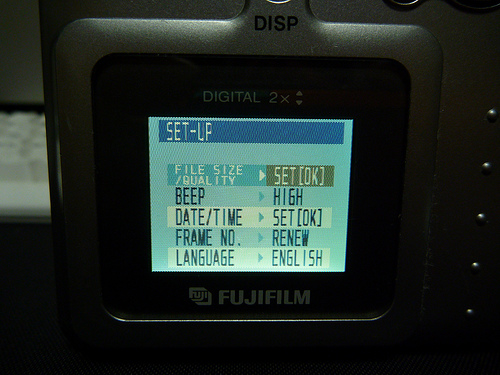 DISP
DIGITAL 2×
SET-UP
FILE SIZE
/QUALITY SET[OK]
BEEP HIGH
DATE/TIME SET[OK]
FRAME NO. RENEW
LANGUAGE ENGLISH
FUJI FUJIFILM